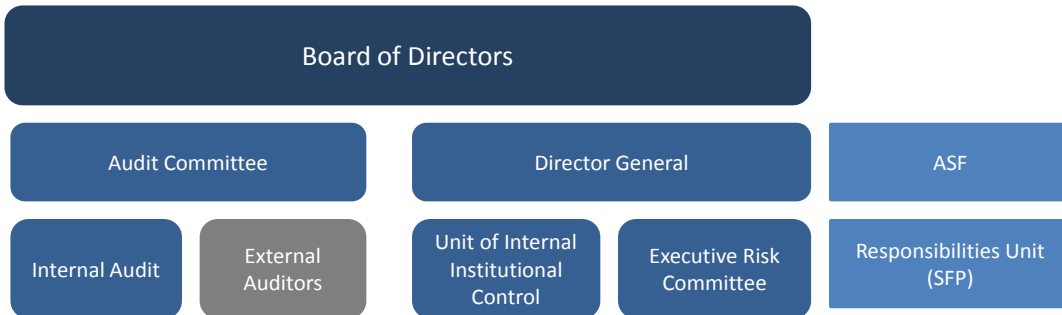 Board of Directors
Audit Committee
Director General
ASF
Internal Audit
External
Auditors
Unit of Internal
Institutional
Control
Executive Risk
Committee
Responsibilities Unit
(SFP)